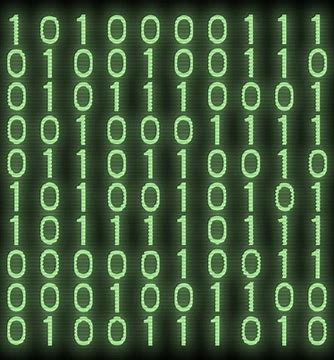 1 0 1 0 0 0 0 1 1 1
0 1 0 0 1 0 0 1 1 0
0 1 0 1 1 1 0 0 0 1
0 0 1 0 0 0 1 1 1 1
0 1 1 0 1 1 0 0 1 0
1 0 1 0 0 1 0 1 0 1
1 0 1 1 1 1 0 1 1 1
0 0 0 0 0 1 0 0 1 1
0 0 0 1 0 0 1 1 0 0
0 1 0 0 1 1 1 1 0 1